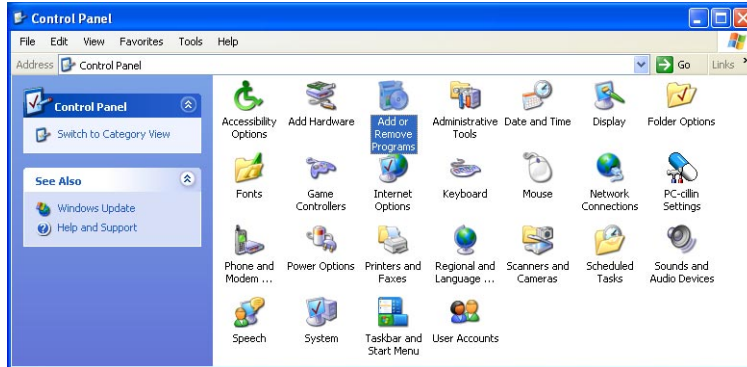 Control Panel
File Edit View Favorites Tools Help
Address Control Panel Go Links
Control Panel
Switch to Category View
See Also
Windows Update
Help and Support
Accessibility Options
Add Hardware
Add or Remove Programs
Administrative Tools
Date and Time
Display
Folder Options
Fonts
Game Controllers
Internet Options
Keyboard
Mouse
Network Connections
PC-cillin Settings
Phone and Modem ...
Power Options
Printers and Faxes
Regional and Language ...
Scanners and Cameras
Scheduled Tasks
Sounds and Audio Devices
Speech
System
Taskbar and Start Menu
User Accounts